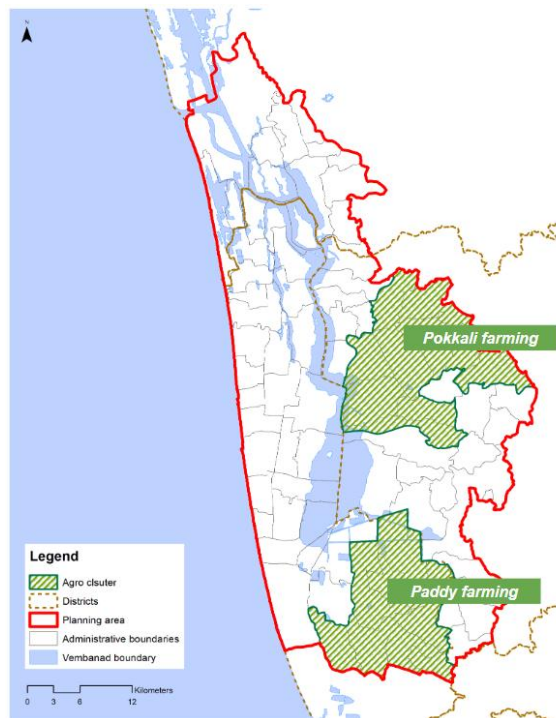 N
Pokkali farming
Paddy farming
Legend
Agro clsuter
Districts
Planning area
Administrative boundaries
Vembanad boundary
Kilometers
0 3 6 12